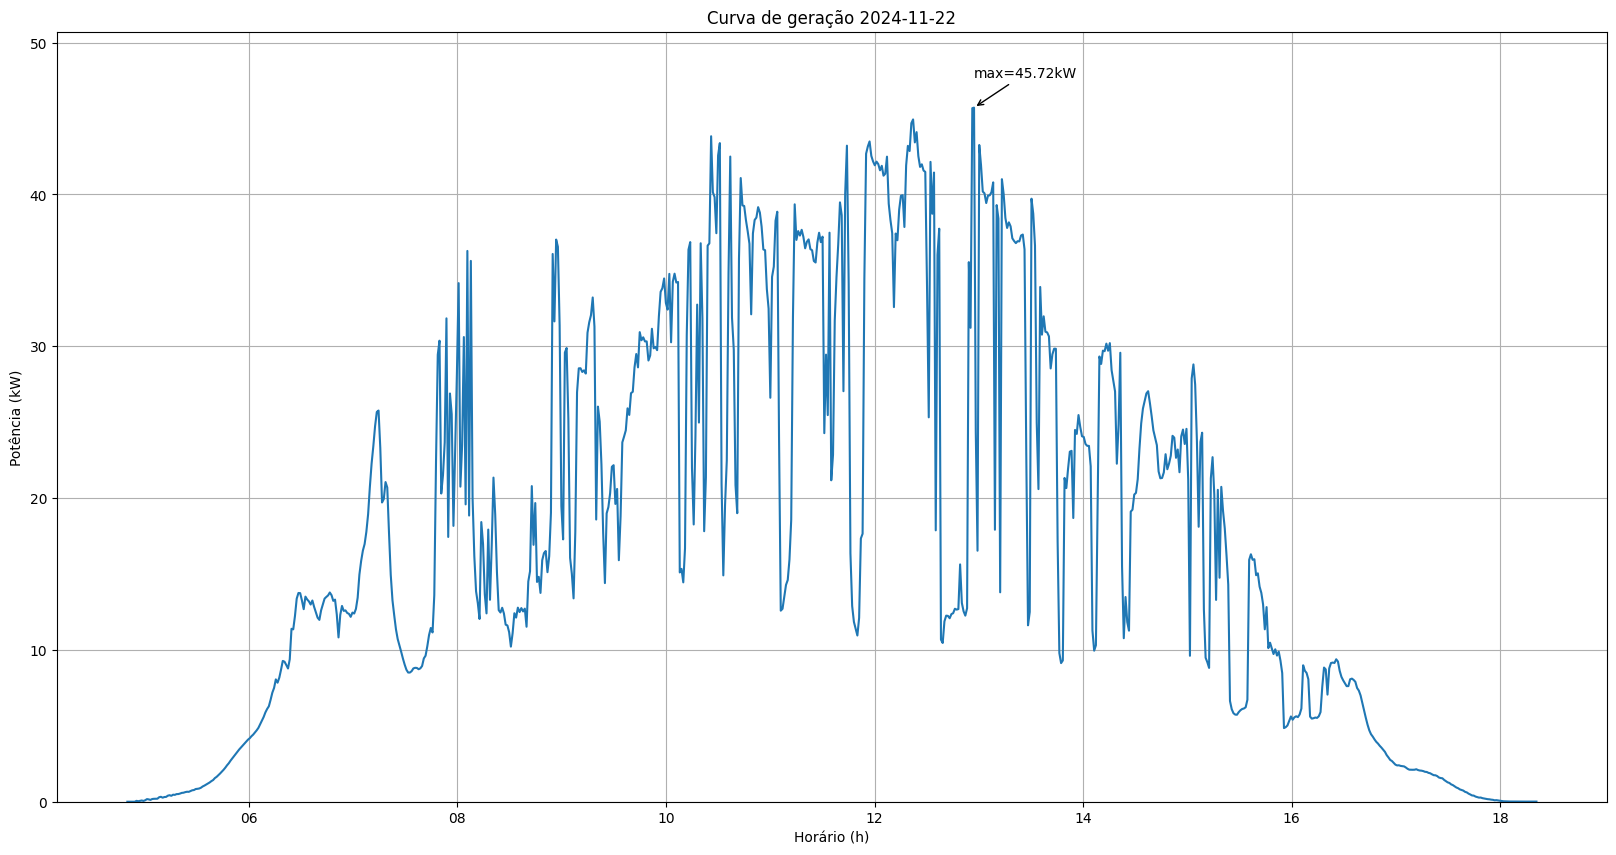 Curva de geração 2024-11-22
max=45.72kW
Potência (kW)
50
40
30
20
10
0
06 08 10 12 14 16 18
Horário (h)